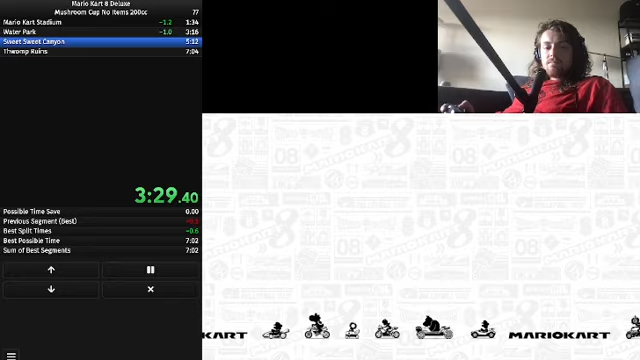 Mario Kart 8 Deluxe
Mushroom Cup No Items 200cc 77
Mario Kart Stadium -1.2 1:34
Water Park -1.0 3:16
Sweet Sweet Canyon 5:12
Thwomp Ruins 7:04
3:29.40
Possible Time Save 0.00
Previous Segment (Best)
Best Split Times -0.6
Best Possible Time 7:02
Sum of Best Segments 7:02
KART
MARIOKART